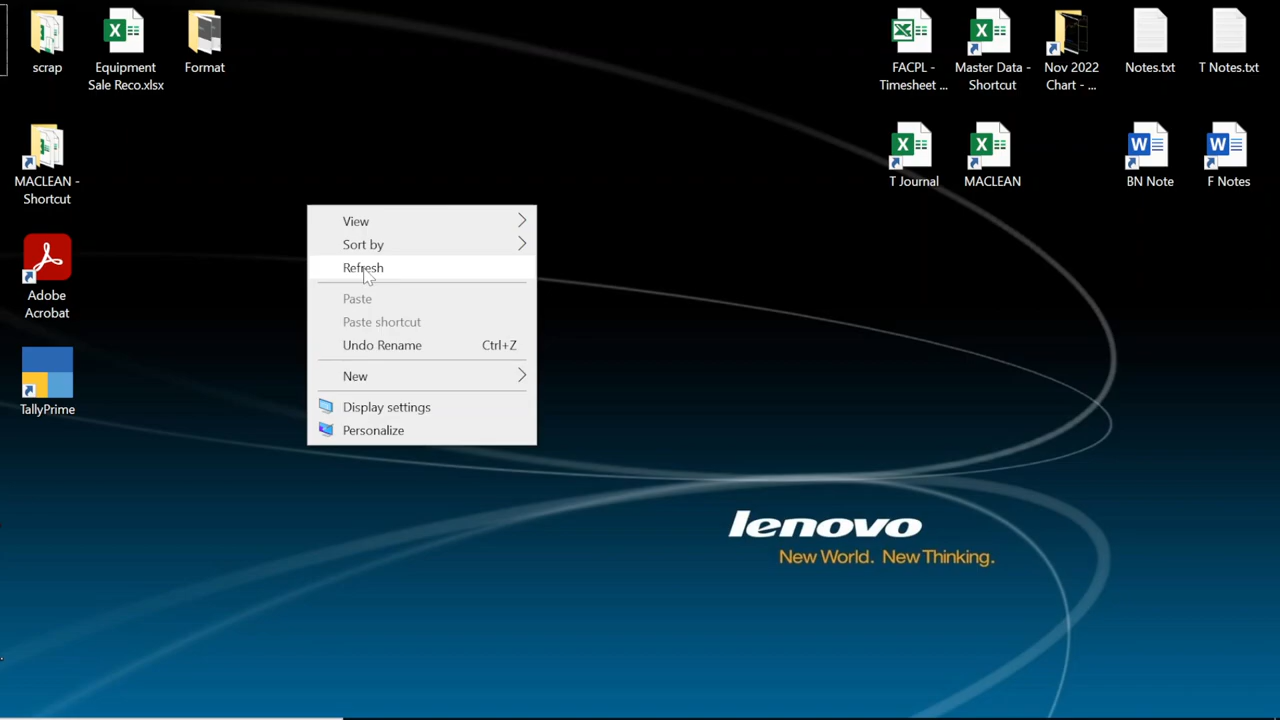 scrap
Equipment
Sale Reco.xlsx
Format
FACPL -
Timesheet ...
Master Data -
Shortcut
Nov 2022
Chart - ...
Notes.txt
T Notes.txt
MACLEAN -
Shortcut
T Journal
MACLEAN
BN Note
F Notes
Adobe
Acrobat
TallyPrime
View
Sort by
Refresh
Paste
Paste shortcut
Undo Rename Ctrl+Z
New
Display settings
Personalize
lenovo
New World. New Thinking.